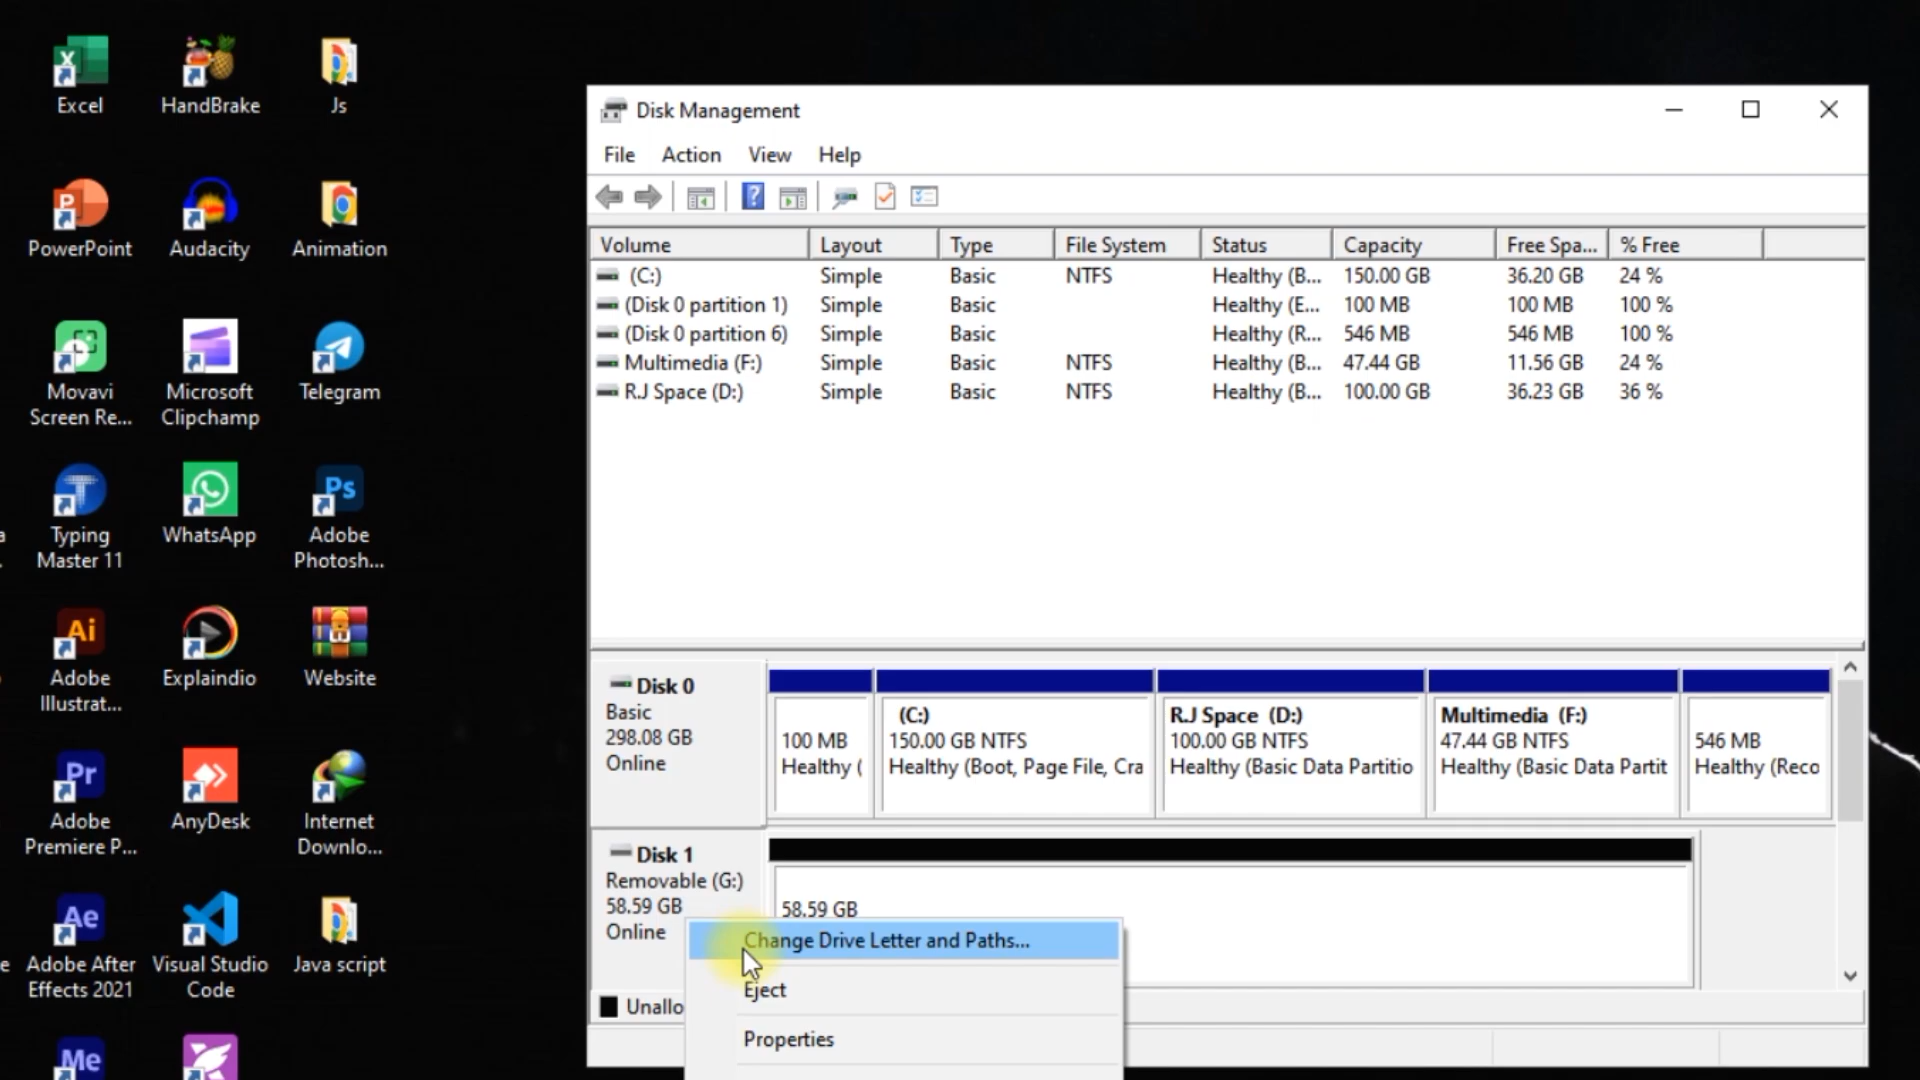 Excel
HandBrake
Js
PowerPoint
Audacity
Animation
Movavi
Screen Re...
Microsoft
Clipchamp
Telegram
Typing
Master 11
WhatsApp
Adobe
Photosh...
Adobe
Illustrat...
Explaindio
Website
Adobe
Premiere P...
AnyDesk
Internet
Downlo...
Adobe After
Effects 2021
Visual Studio
Code
Java script
Disk Management
File Action View Help
Volume Layout Type File System Status Capacity Free Spa... % Free
(C:) Simple Basic NTFS Healthy (B... 150.00 GB 36.20 GB 24 %
(Disk 0 partition 1) Simple Basic Healthy (E... 100 MB 100 MB 100 %
(Disk 0 partition 6) Simple Basic Healthy (R... 546 MB 546 MB 100 %
Multimedia (F:) Simple Basic NTFS Healthy (B... 47.44 GB 11.56 GB 24 %
R.J Space (D:) Simple Basic NTFS Healthy (B... 100.00 GB 36.23 GB 36 %
Disk 0
Basic
298.08 GB
Online
100 MB
Healthy (
(C:)
150.00 GB NTFS
Healthy (Boot, Page File, Cra
R.J Space (D:)
100.00 GB NTFS
Healthy (Basic Data Partitio
Multimedia (F:)
47.44 GB NTFS
Healthy (Basic Data Partit
546 MB
Healthy (Reco
Disk 1
Removable (G:)
58.59 GB
Online
58.59 GB
Change Drive Letter and Paths...
Eject
Properties
Unallo